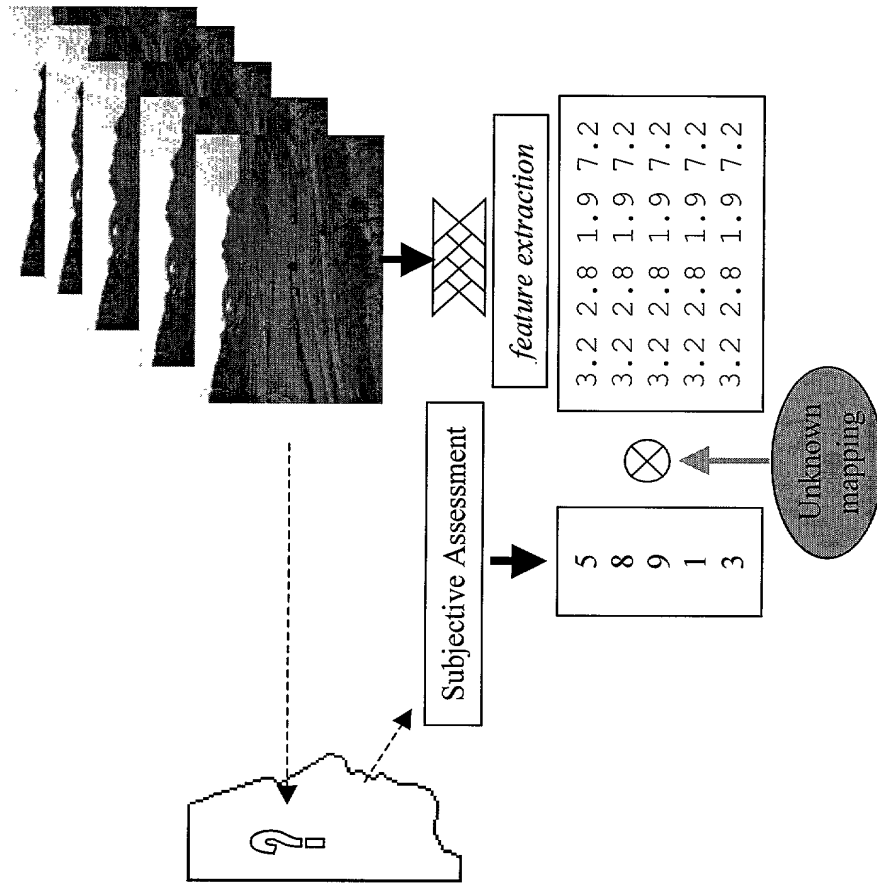 ?
Subjective Assessment
feature extraction
5
8
9
1
3
3.2 2.8 1.9 7.2
3.2 2.8 1.9 7.2
3.2 2.8 1.9 7.2
3.2 2.8 1.9 7.2
3.2 2.8 1.9 7.2
Unknown
mapping